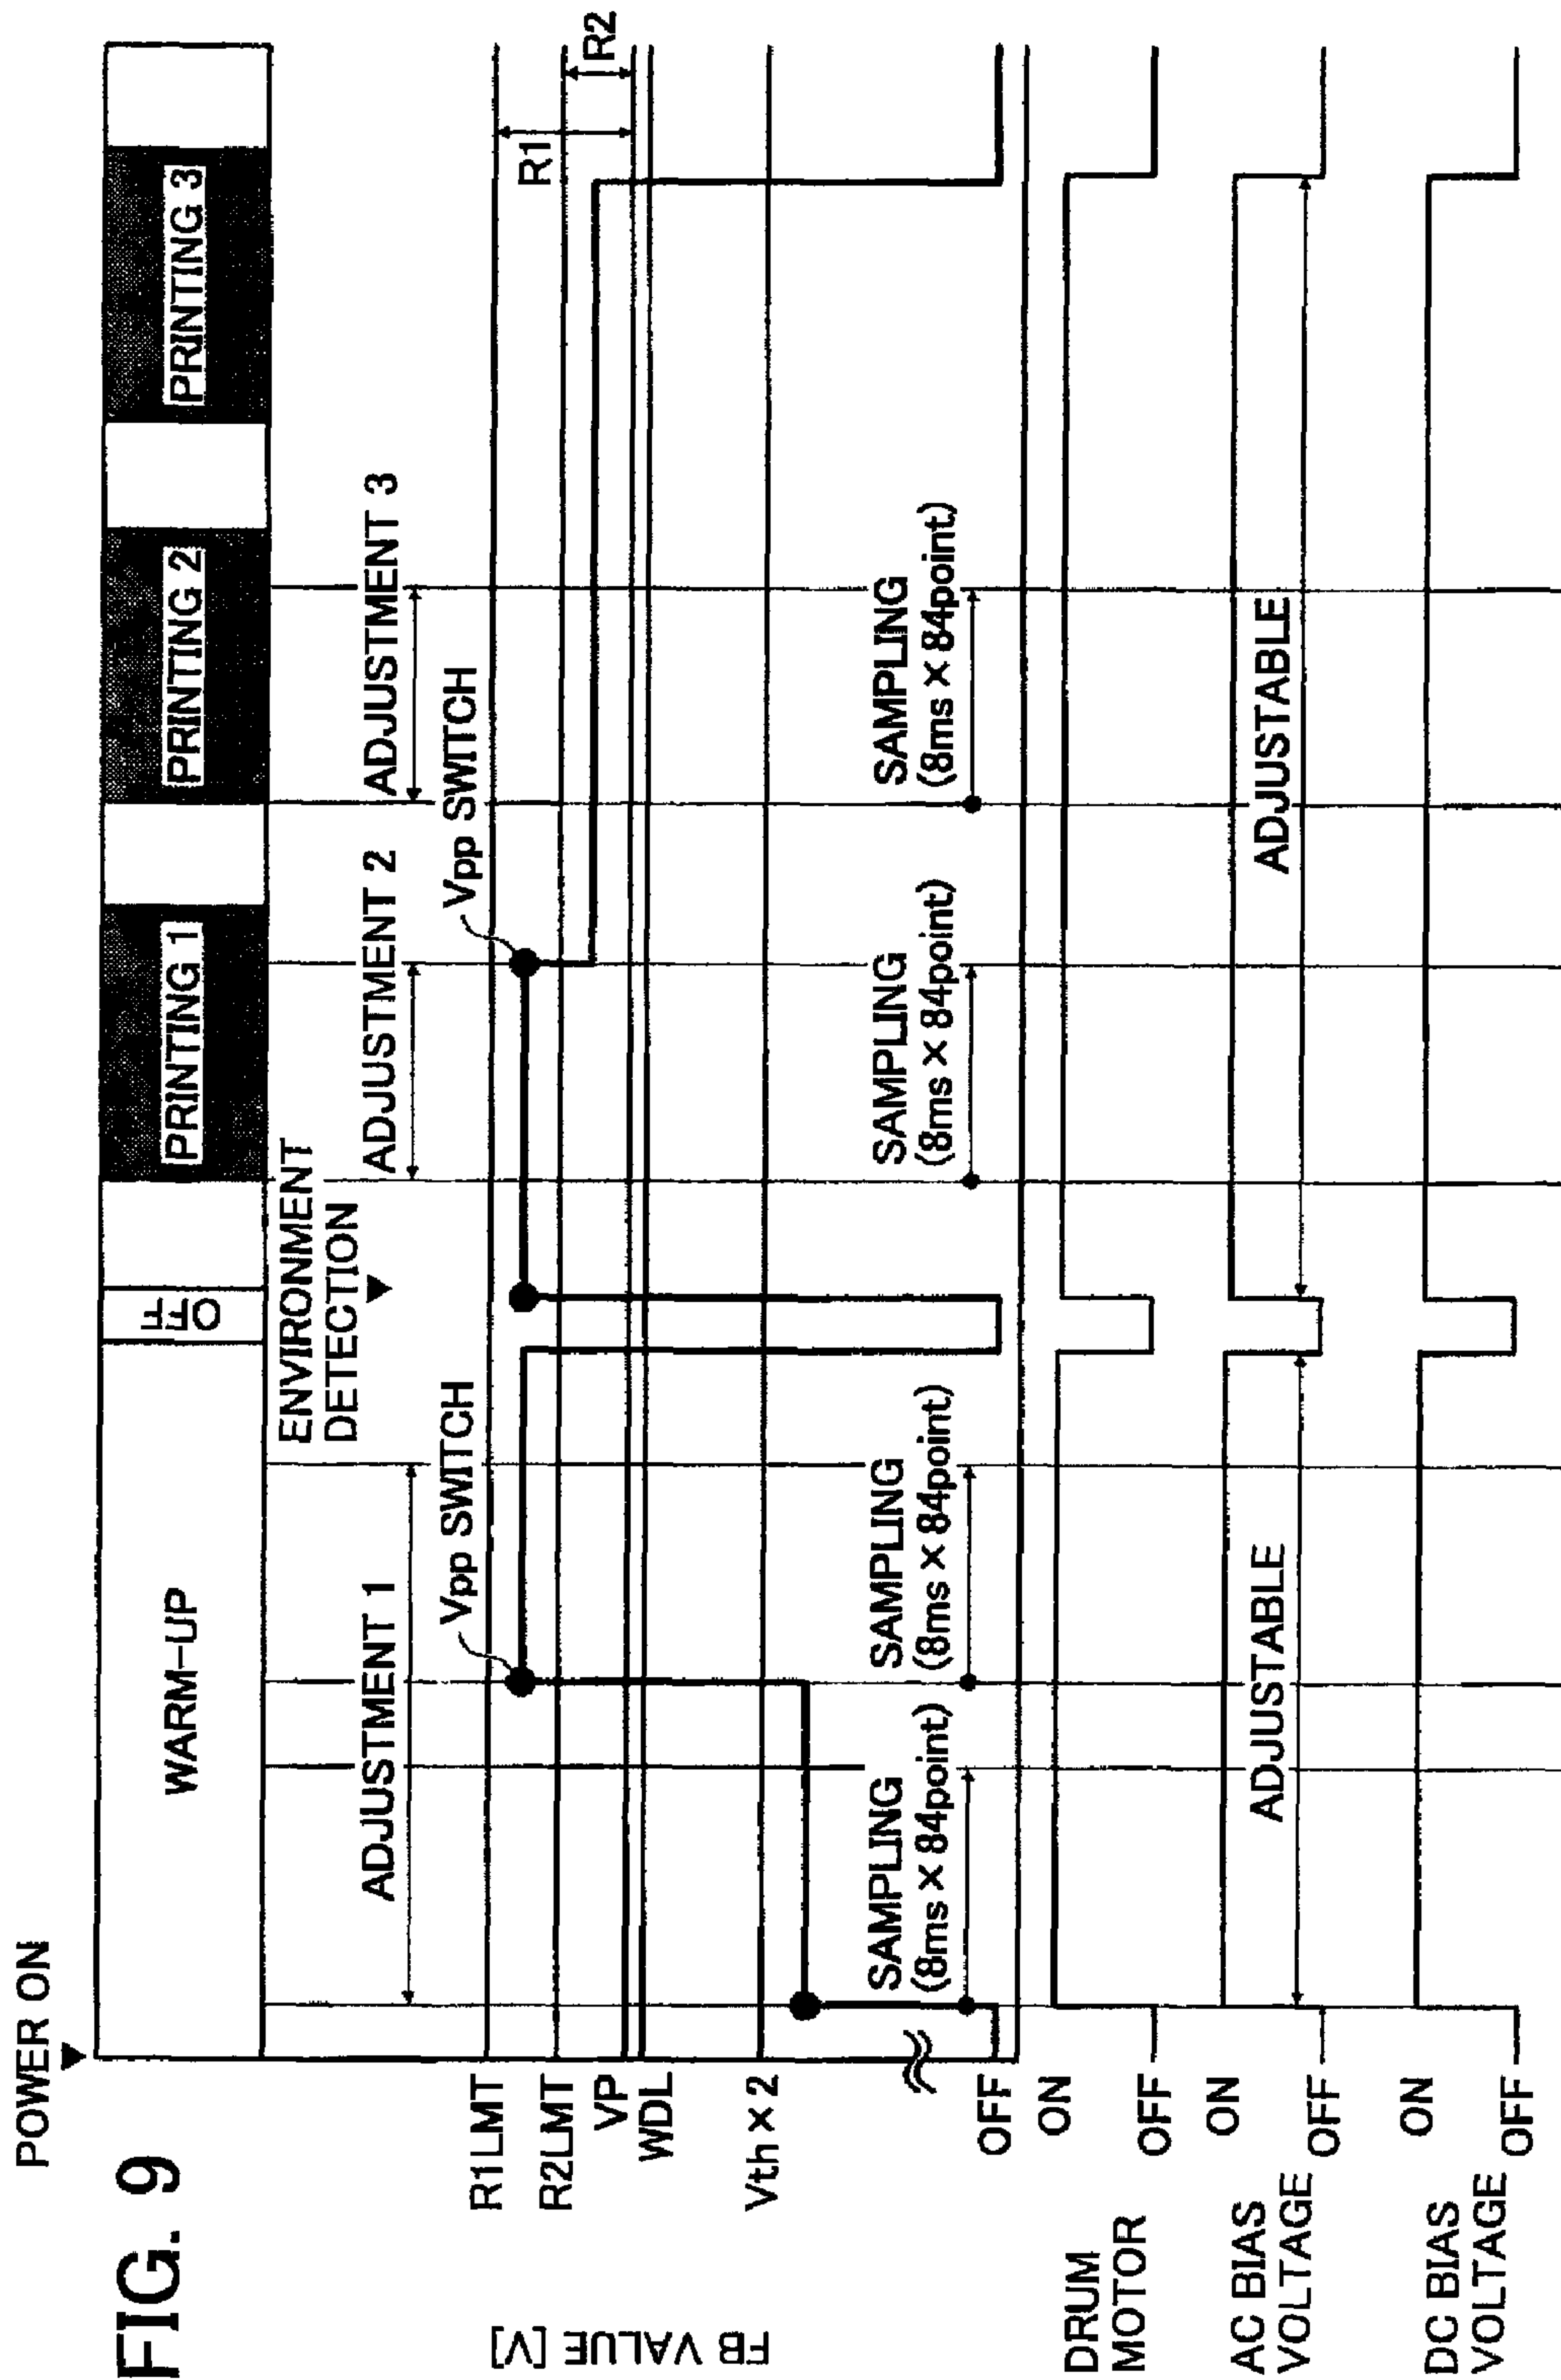 FIG. 9
POWER ON
WARM-UP
OFF
PRINTING 1
PRINTING 2
PRINTING 3
ENVIRONMENT
DETECTION
ADJUSTMENT 1
ADJUSTMENT 2
ADJUSTMENT 3
Vpp SWITCH
Vpp SWITCH
R1
R2
FB VALUE [V]
R1LMT
R2LMT
VP
WDL
Vth × 2
OFF
SAMPLING
(8ms × 84point)
SAMPLING
(8ms × 84point)
SAMPLING
(8ms × 84point)
SAMPLING
(8ms × 84point)
DRUM
MOTOR
ON
OFF
AC BIAS
VOLTAGE
ON
OFF
ADJUSTABLE
ADJUSTABLE
DC BIAS
VOLTAGE
ON
OFF